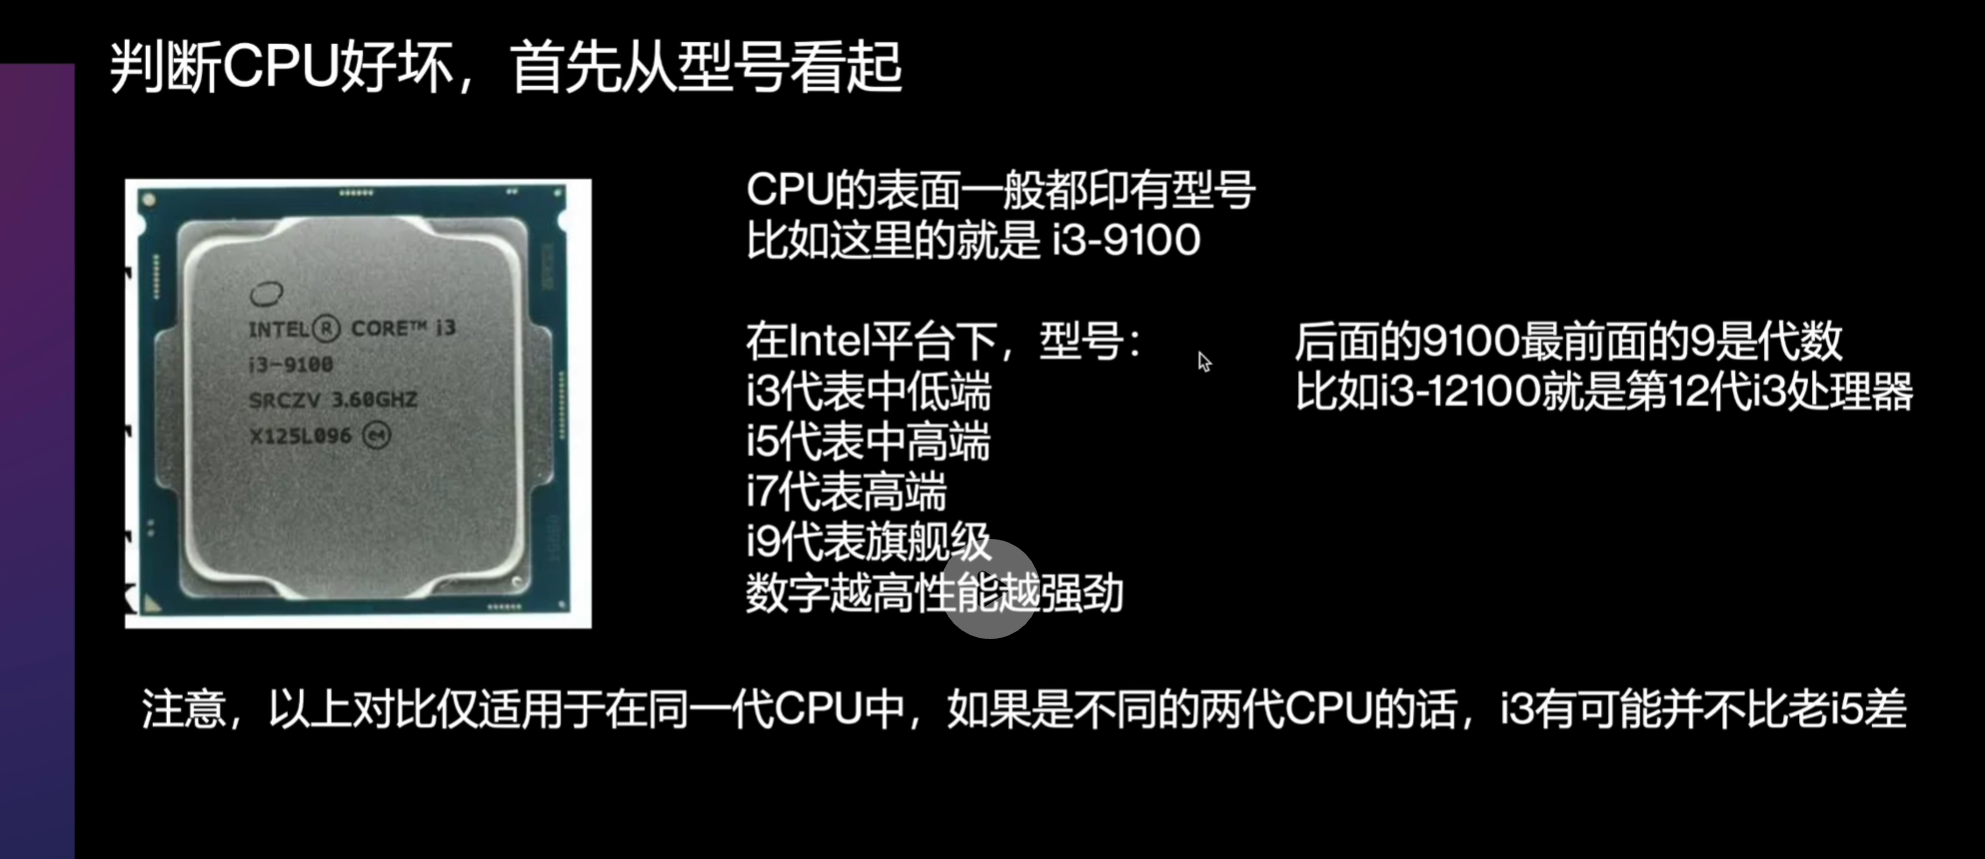 判断CPU好坏，首先从型号看起
INTEL® CORE™ i3
i3-9100
SRCZV 3.60GHZ
X125L096 e4
CPU的表面一般都印有型号
比如这里的就是 i3-9100
在Intel平台下，型号：
i3代表中低端
i5代表中高端
i7代表高端
i9代表旗舰级
数字越高性能越强劲
后面的9100最前面的9是代数
比如i3-12100就是第12代i3处理器
注意，以上对比仅适用于在同一代CPU中，如果是不同的两代CPU的话，i3有可能并不比老i5差